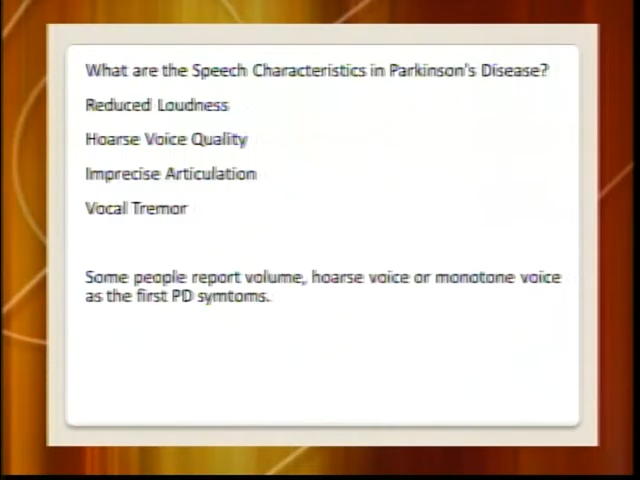 What are the Speech Characteristics in Parkinson's Disease?
Reduced Loudness
Hoarse Voice Quality
Imprecise Articulation
Vocal Tremor
Some people report volume, hoarse voice or monotone voice
as the first PD symtoms.